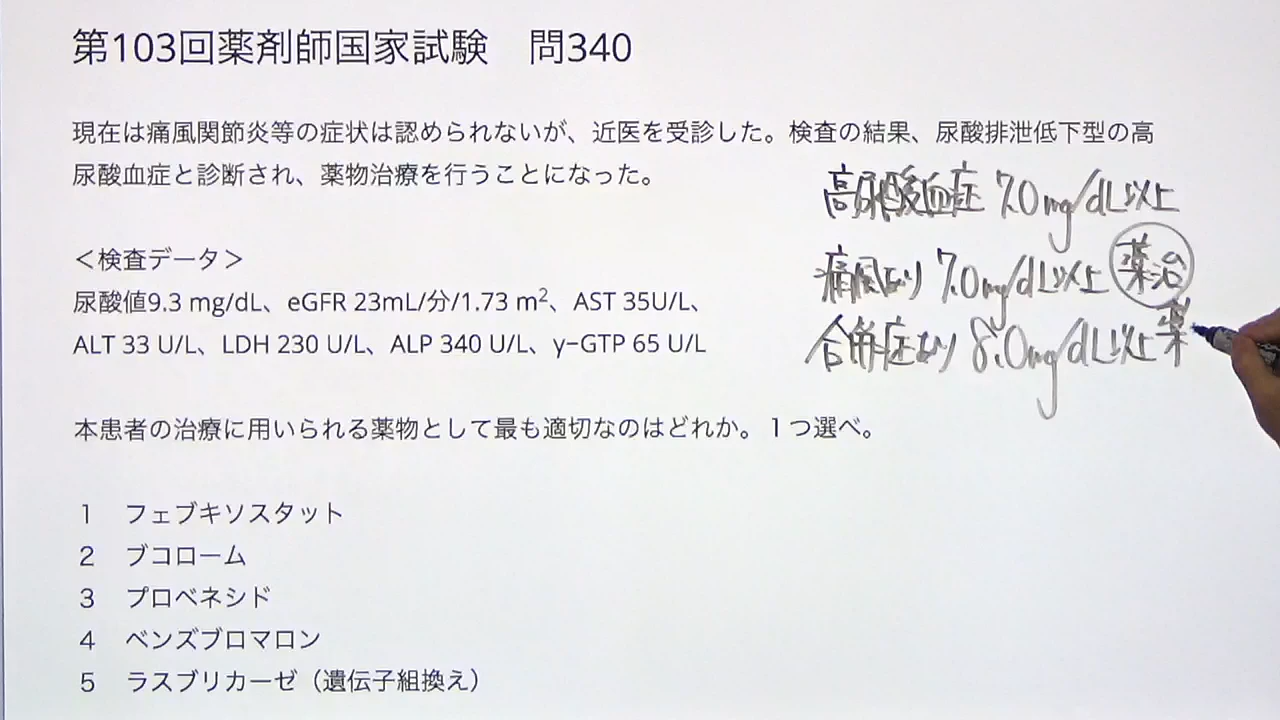 第103回薬剤師国家試験　問340
現在は痛風関節炎等の症状は認められないが、近医を受診した。検査の結果、尿酸排泄低下型の高
尿酸血症と診断され、薬物治療を行うことになった。
高尿酸血症 7.0mg/dL以上
＜検査データ＞
痛風あり 7.0mg/dL以上 薬治
尿酸値9.3 mg/dL、eGFR 23mL/分/1.73 m²、AST 35U/L、
合併症あり 8.0mg/dL以上 薬
ALT 33 U/L、LDH 230 U/L、ALP 340 U/L、γ−GTP 65 U/L
本患者の治療に用いられる薬物として最も適切なのはどれか。１つ選べ。
1　フェブキソスタット
2　ブコローム
3　プロベネシド
4　ベンズブロマロン
5　ラスブリカーゼ（遺伝子組換え）